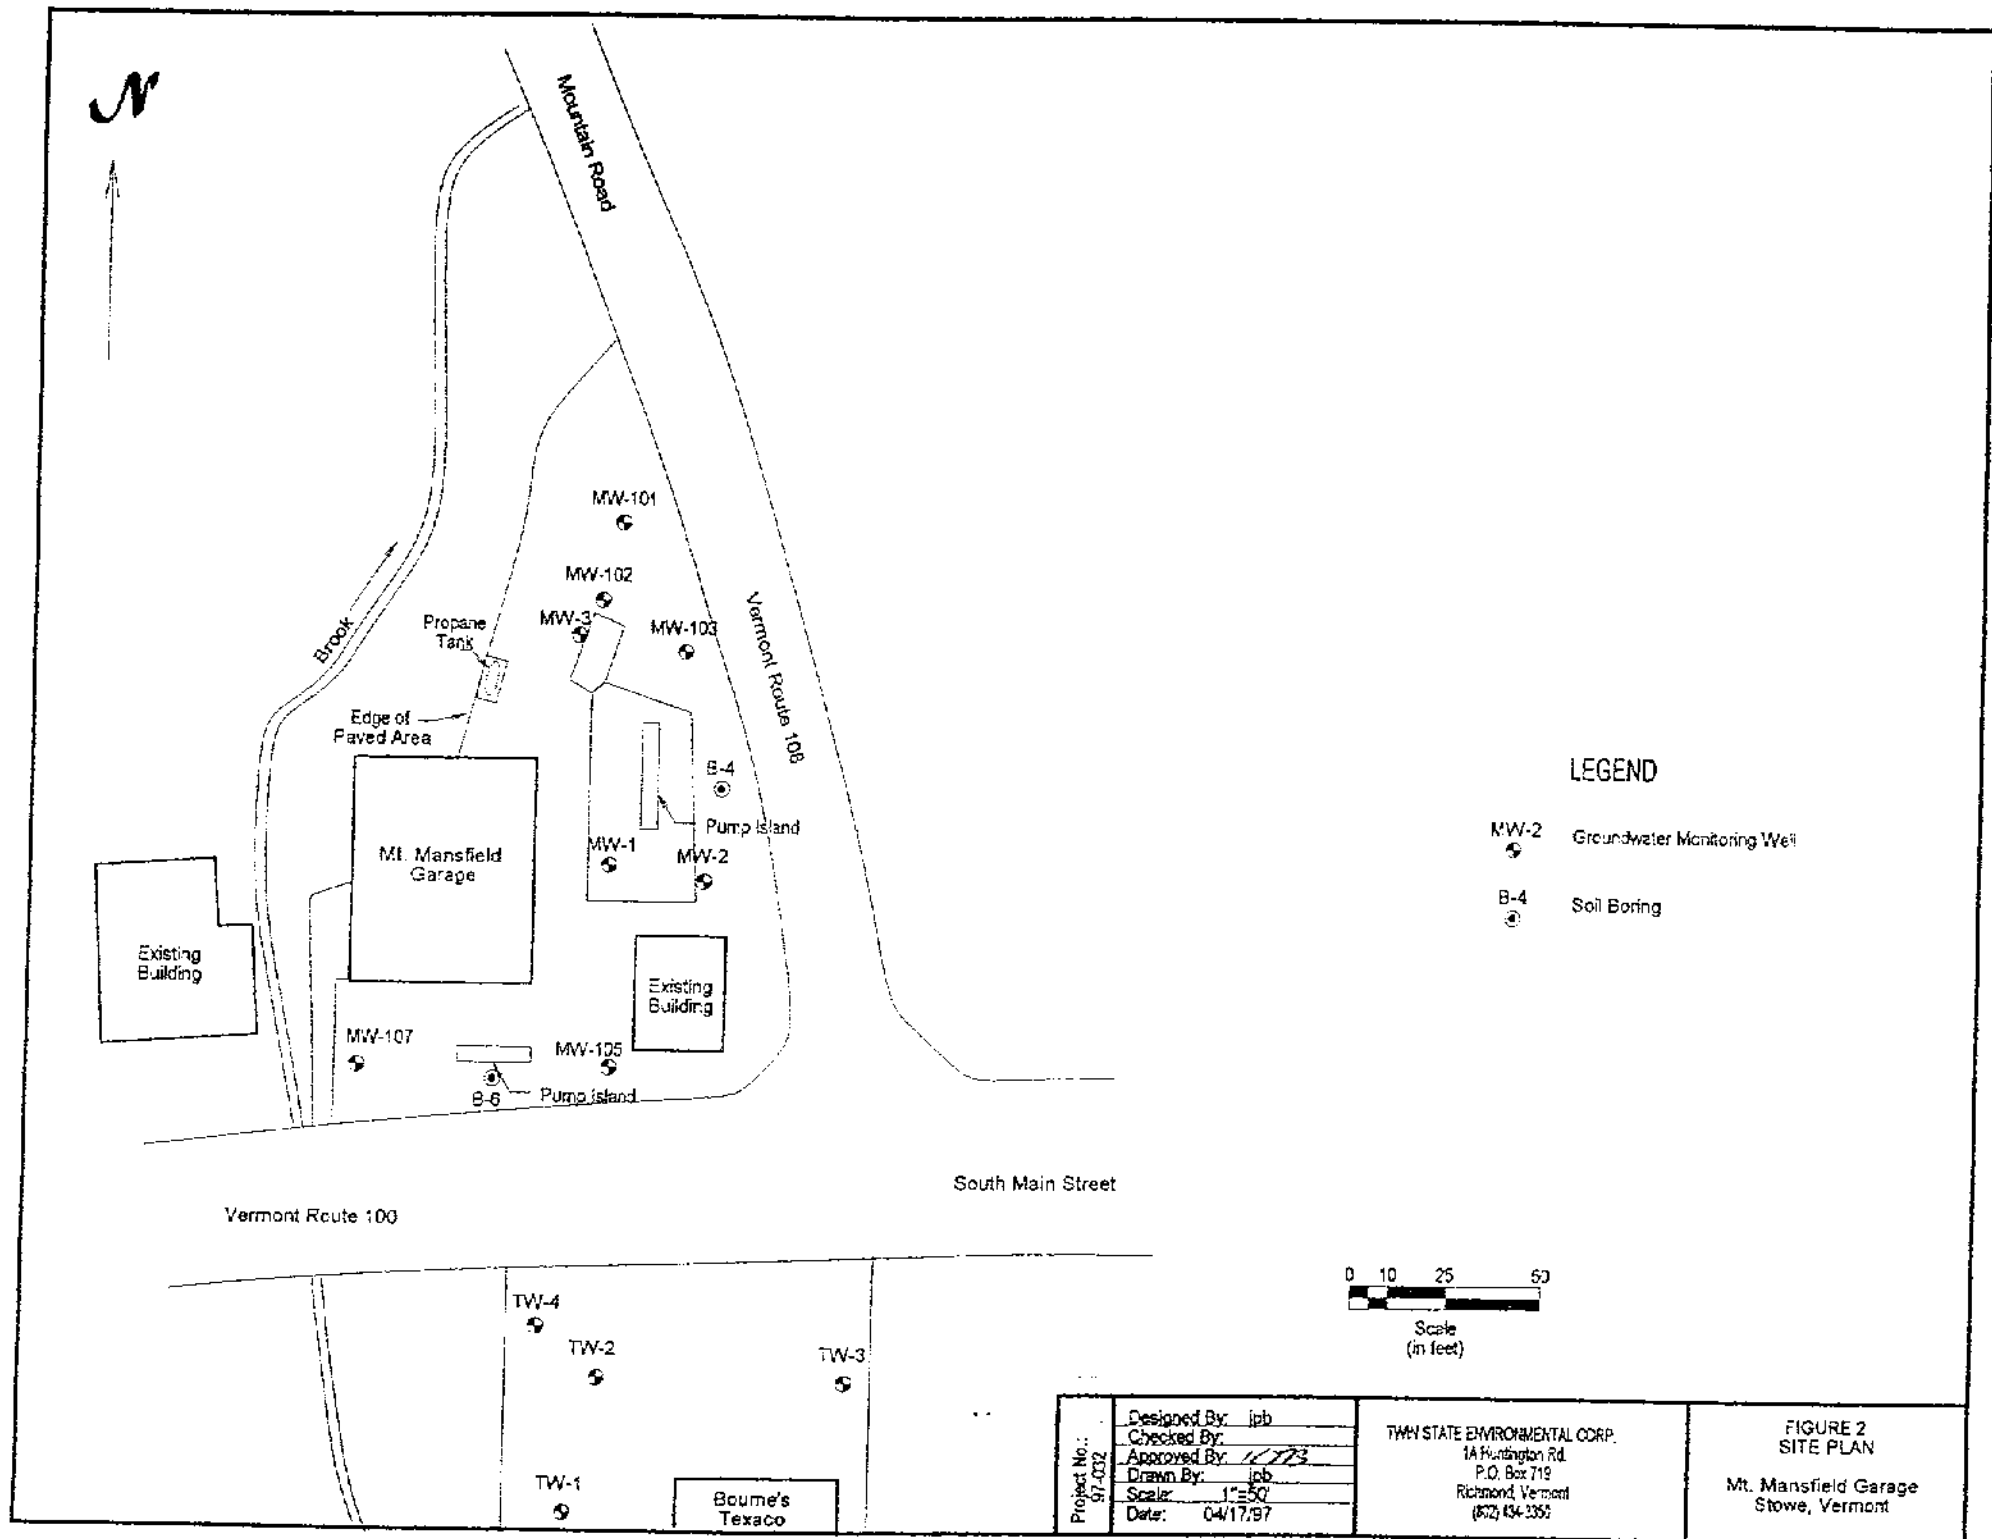 N
Mountain Road
MW-101
MW-102
MW-3
MW-103
Propane
Tank
Brook
Vermont Route 108
Edge of
Paved Area
B-4
Pump Island
MW-1
MW-2
Mt. Mansfield
Garage
Existing
Building
Existing
Building
MW-107
MW-105
B-6
Pump Island
South Main Street
Vermont Route 100
TW-4
TW-2
TW-3
TW-1
Bourne's
Texaco
LEGEND
MW-2 Groundwater Monitoring Well
B-4 Soil Boring
0 10 25 50
Scale
(in feet)
Project No.:
97-032
Designed By: jpb
Checked By:
Approved By:
Drawn By: jpb
Scale: 1"=50'
Date: 04/17/97
TWIN STATE ENVIRONMENTAL CORP.
1A Huntington Rd.
P.O. Box 719
Richmond, Vermont
(802) 434-3350
FIGURE 2
SITE PLAN
Mt. Mansfield Garage
Stowe, Vermont